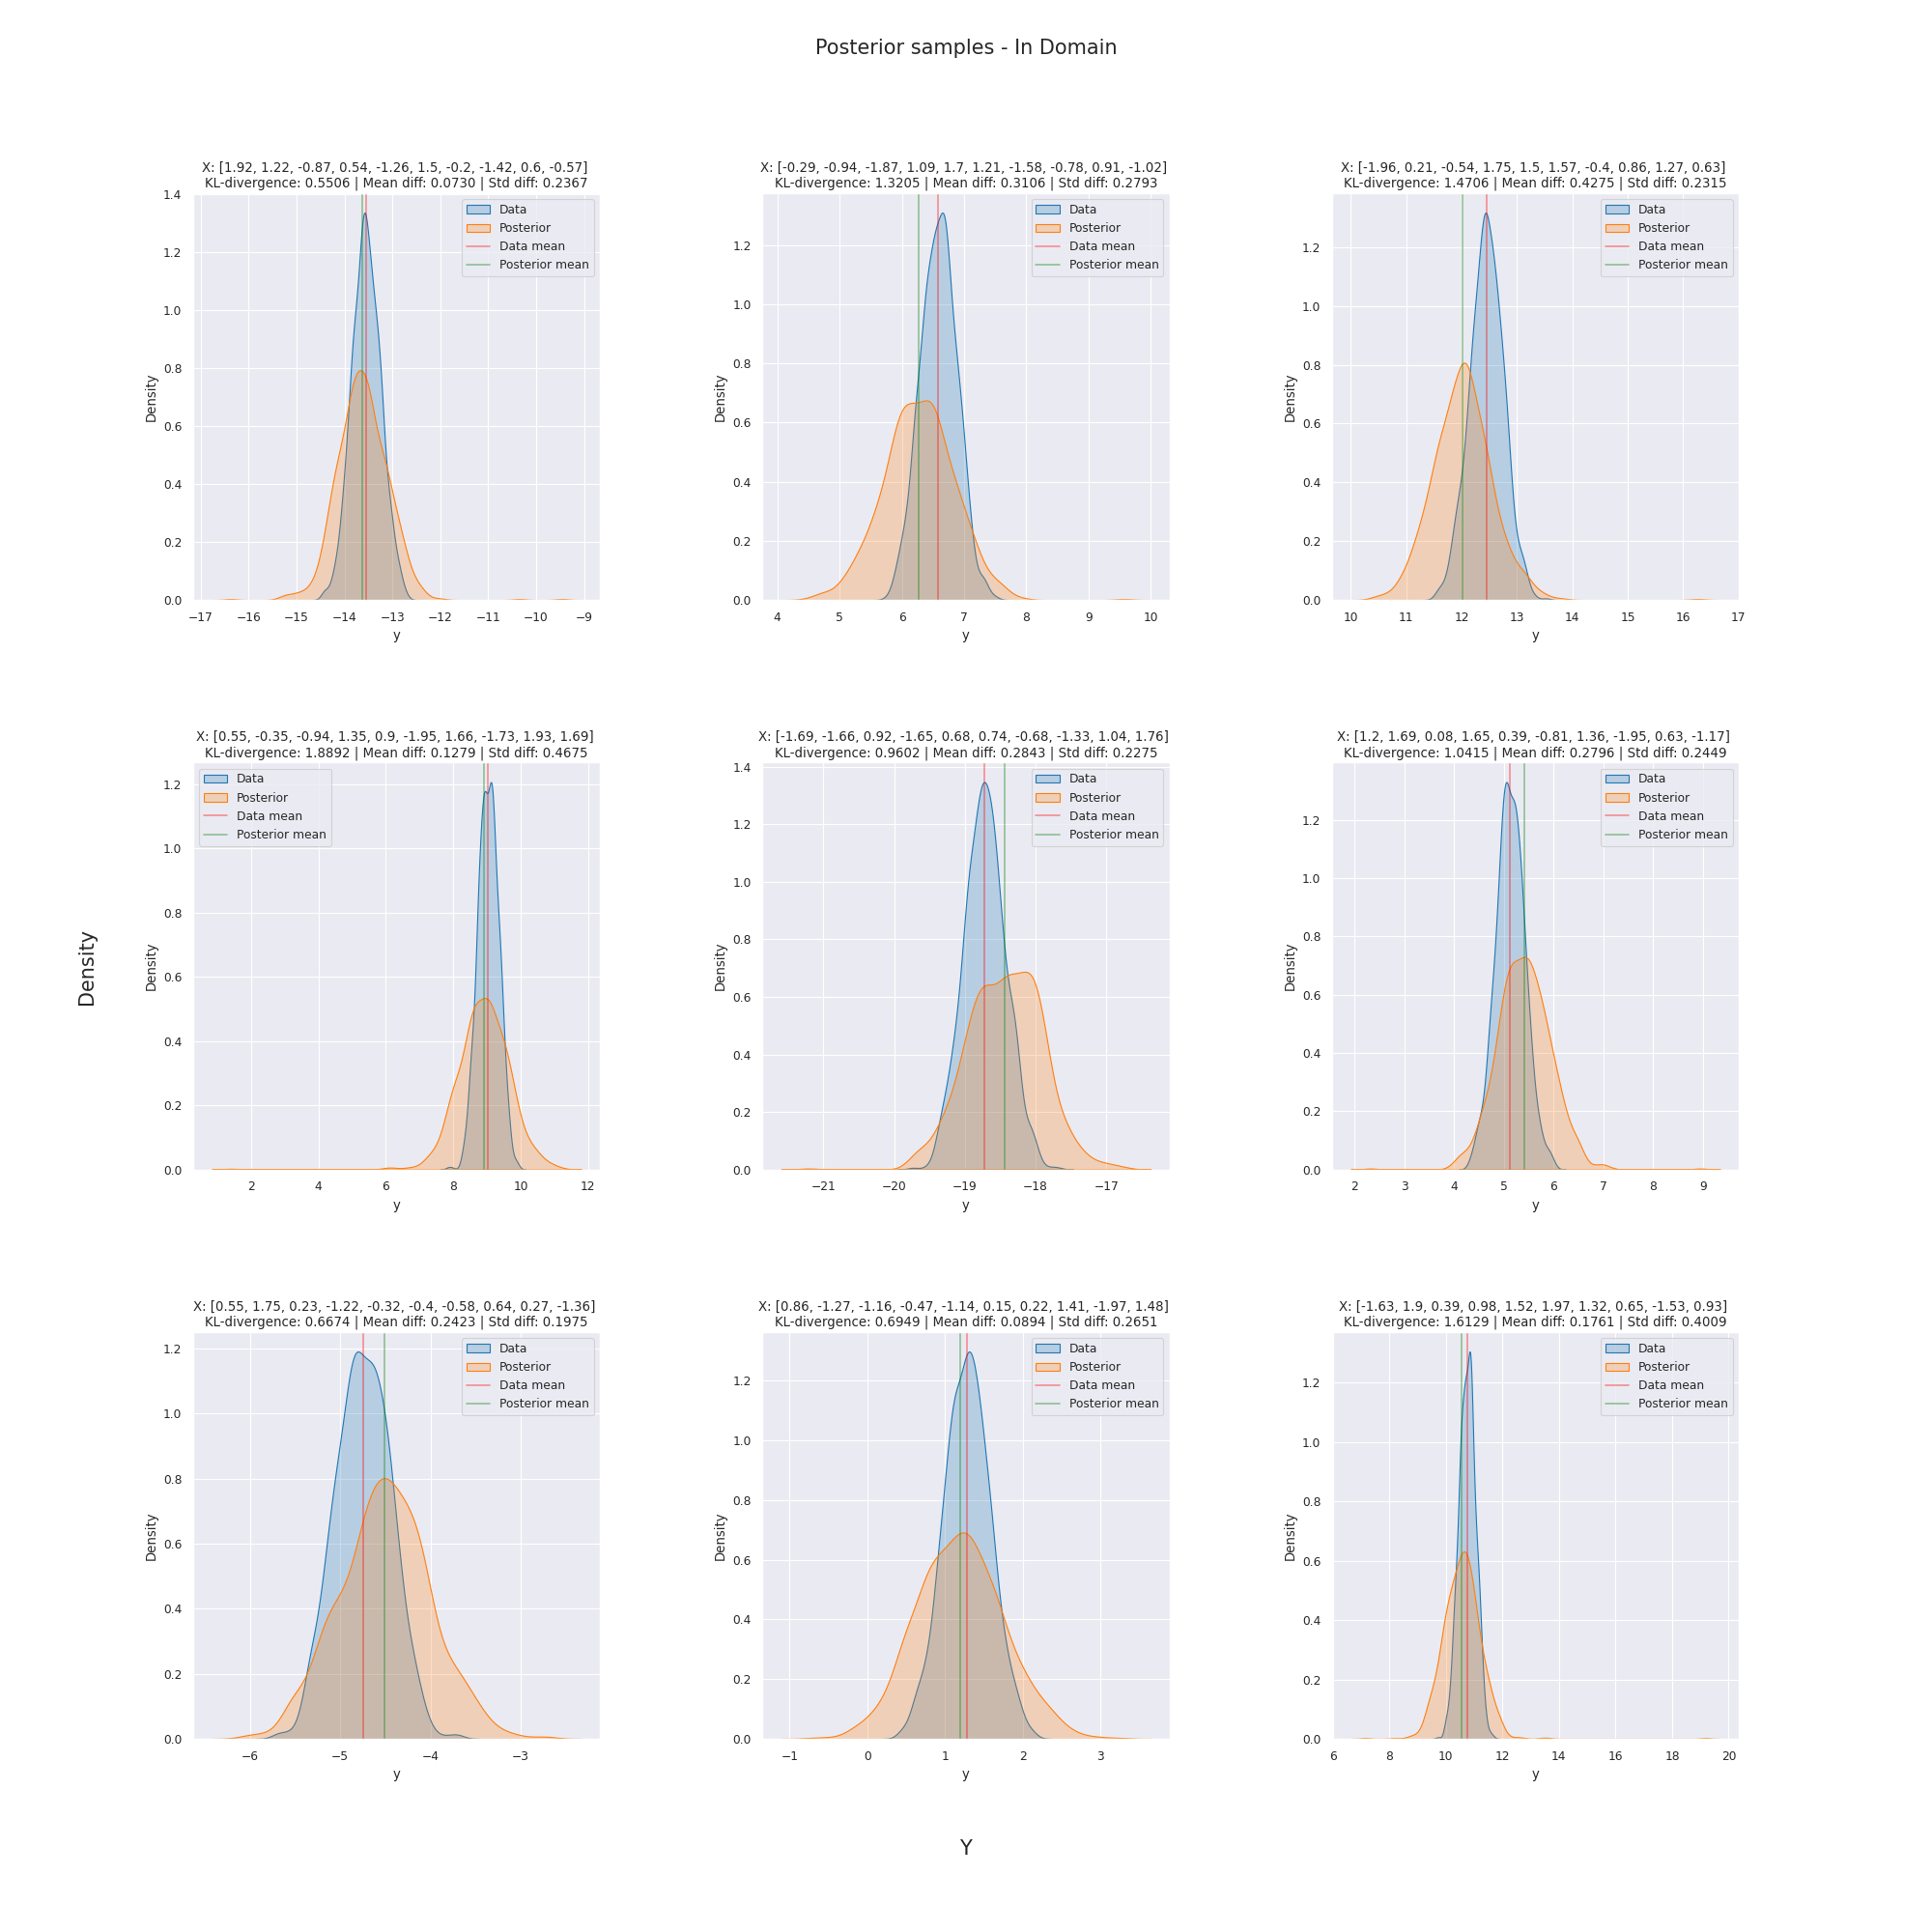 Posterior samples - In Domain
X: [1.92, 1.22, -0.87, 0.54, -1.26, 1.5, -0.2, -1.42, 0.6, -0.57]
KL-divergence: 0.5506 | Mean diff: 0.0730 | Std diff: 0.2367
1.4
1.2
1.0
0.8
0.6
0.4
0.2
0.0
Density
Data
Posterior
Data mean
Posterior mean
−17 −16 −15 −14 −13 −12 −11 −10 −9
y
X: [-0.29, -0.94, -1.87, 1.09, 1.7, 1.21, -1.58, -0.78, 0.91, -1.02]
KL-divergence: 1.3205 | Mean diff: 0.3106 | Std diff: 0.2793
1.2
1.0
0.8
0.6
0.4
0.2
0.0
Density
Data
Posterior
Data mean
Posterior mean
4 5 6 7 8 9 10
y
X: [-1.96, 0.21, -0.54, 1.75, 1.5, 1.57, -0.4, 0.86, 1.27, 0.63]
KL-divergence: 1.4706 | Mean diff: 0.4275 | Std diff: 0.2315
1.2
1.0
0.8
0.6
0.4
0.2
0.0
Density
Data
Posterior
Data mean
Posterior mean
10 11 12 13 14 15 16 17
y
Density
X: [0.55, -0.35, -0.94, 1.35, 0.9, -1.95, 1.66, -1.73, 1.93, 1.69]
KL-divergence: 1.8892 | Mean diff: 0.1279 | Std diff: 0.4675
1.2
1.0
0.8
0.6
0.4
0.2
0.0
Density
Data
Posterior
Data mean
Posterior mean
2 4 6 8 10 12
y
X: [-1.69, -1.66, 0.92, -1.65, 0.68, 0.74, -0.68, -1.33, 1.04, 1.76]
KL-divergence: 0.9602 | Mean diff: 0.2843 | Std diff: 0.2275
1.4
1.2
1.0
0.8
0.6
0.4
0.2
0.0
Density
Data
Posterior
Data mean
Posterior mean
−21 −20 −19 −18 −17
y
X: [1.2, 1.69, 0.08, 1.65, 0.39, -0.81, 1.36, -1.95, 0.63, -1.17]
KL-divergence: 1.0415 | Mean diff: 0.2796 | Std diff: 0.2449
1.2
1.0
0.8
0.6
0.4
0.2
0.0
Density
Data
Posterior
Data mean
Posterior mean
2 3 4 5 6 7 8 9
y
X: [0.55, 1.75, 0.23, -1.22, -0.32, -0.4, -0.58, 0.64, 0.27, -1.36]
KL-divergence: 0.6674 | Mean diff: 0.2423 | Std diff: 0.1975
1.2
1.0
0.8
0.6
0.4
0.2
0.0
Density
Data
Posterior
Data mean
Posterior mean
−6 −5 −4 −3
y
X: [0.86, -1.27, -1.16, -0.47, -1.14, 0.15, 0.22, 1.41, -1.97, 1.48]
KL-divergence: 0.6949 | Mean diff: 0.0894 | Std diff: 0.2651
1.2
1.0
0.8
0.6
0.4
0.2
0.0
Density
Data
Posterior
Data mean
Posterior mean
−1 0 1 2 3
y
X: [-1.63, 1.9, 0.39, 0.98, 1.52, 1.97, 1.32, 0.65, -1.53, 0.93]
KL-divergence: 1.6129 | Mean diff: 0.1761 | Std diff: 0.4009
1.2
1.0
0.8
0.6
0.4
0.2
0.0
Density
Data
Posterior
Data mean
Posterior mean
6 8 10 12 14 16 18 20
y
Y